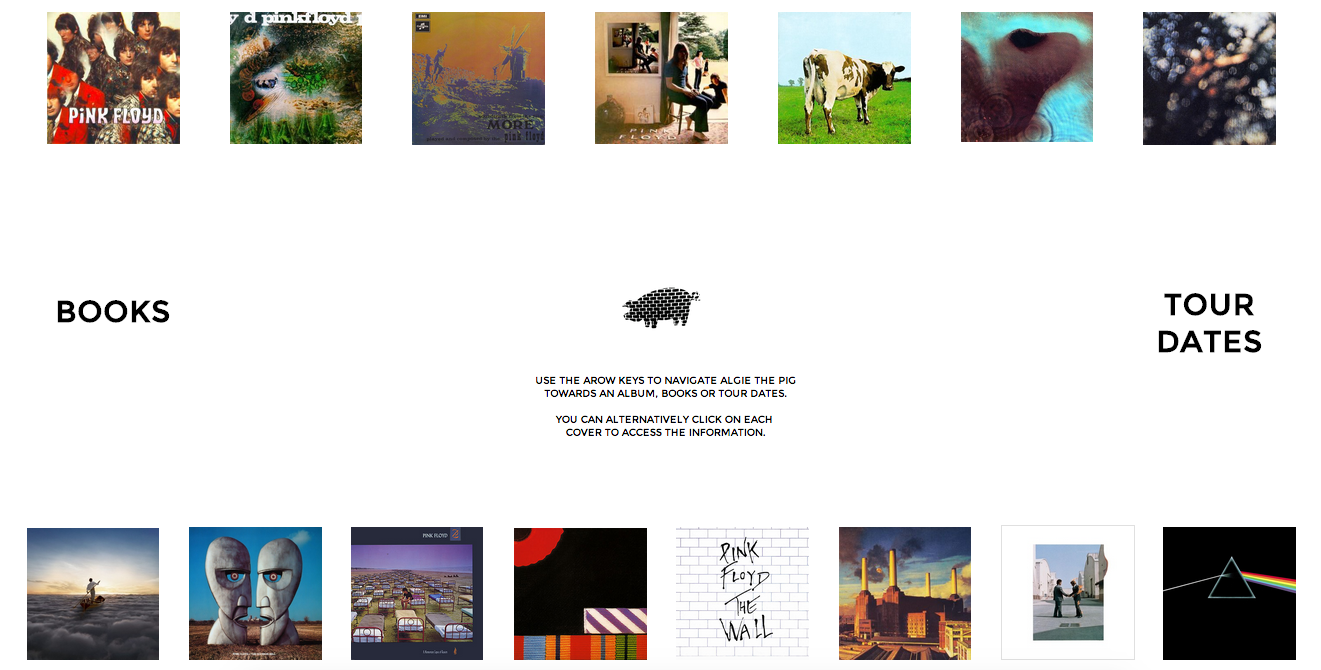 y d pinkfloyd p
EMI
PINK FLOYD
MORE
pink floyd
PINK
FLOYD
BOOKS
TOUR
DATES
USE THE AROW KEYS TO NAVIGATE ALGIE THE PIG
TOWARDS AN ALBUM, BOOKS OR TOUR DATES.
YOU CAN ALTERNATIVELY CLICK ON EACH
COVER TO ACCESS THE INFORMATION.
PINK FLOYD
PINK
FLOYD
THE
WALL